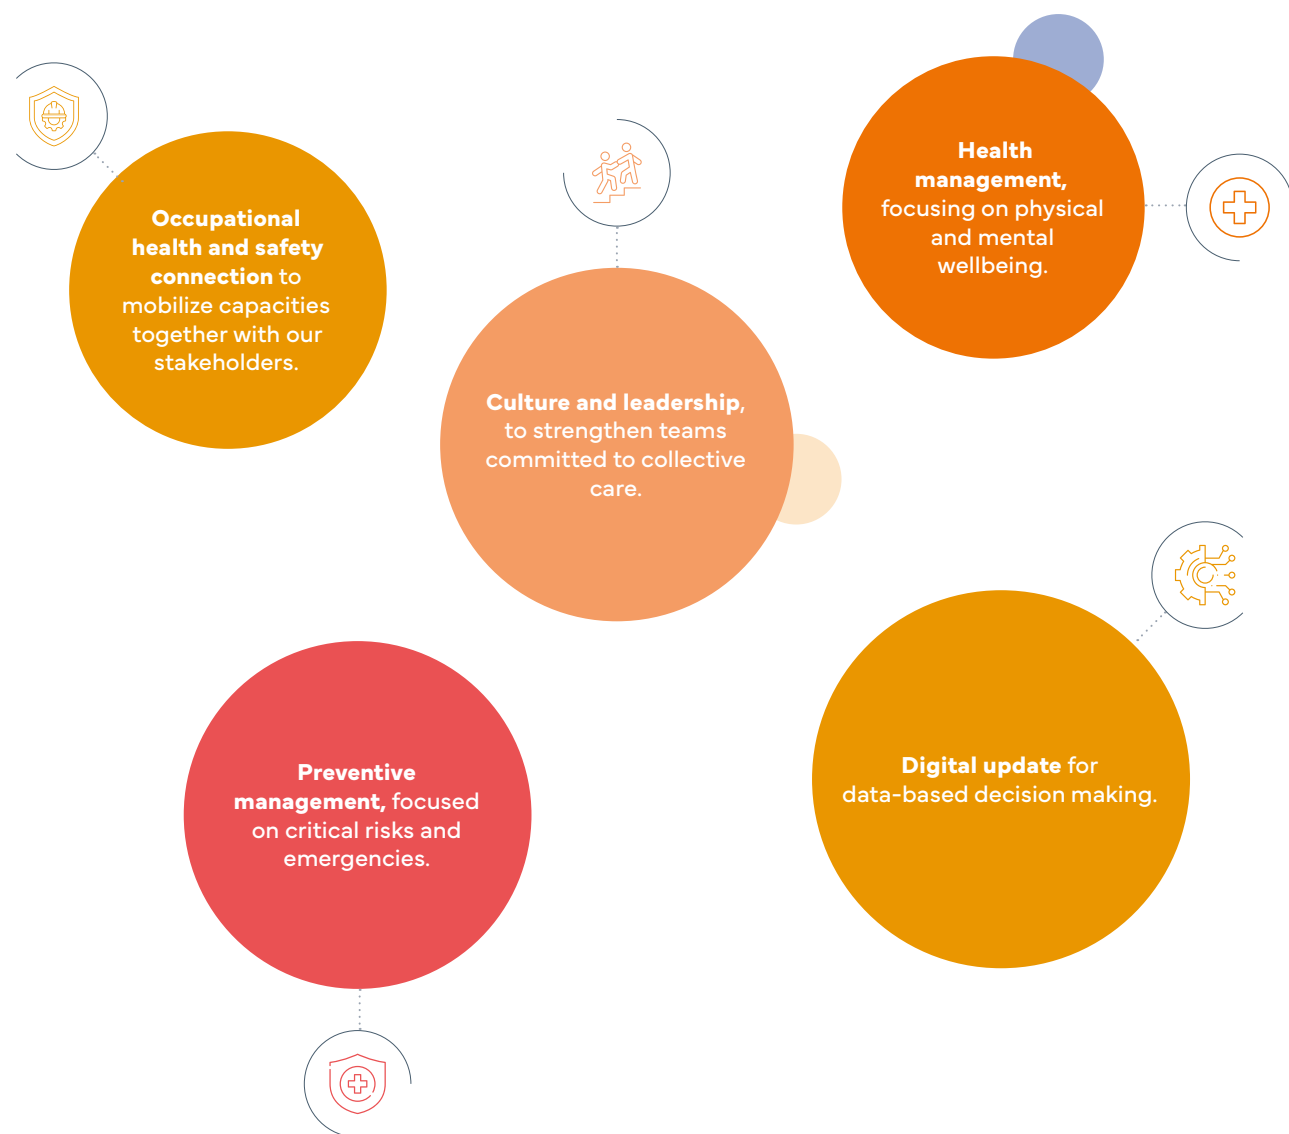 Occupational
health and safety
connection to
mobilize capacities
together with our
stakeholders.
Culture and leadership,
to strengthen teams
committed to collective
care.
Health
management,
focusing on physical
and mental
wellbeing.
Preventive
management, focused
on critical risks and
emergencies.
Digital update for
data-based decision making.